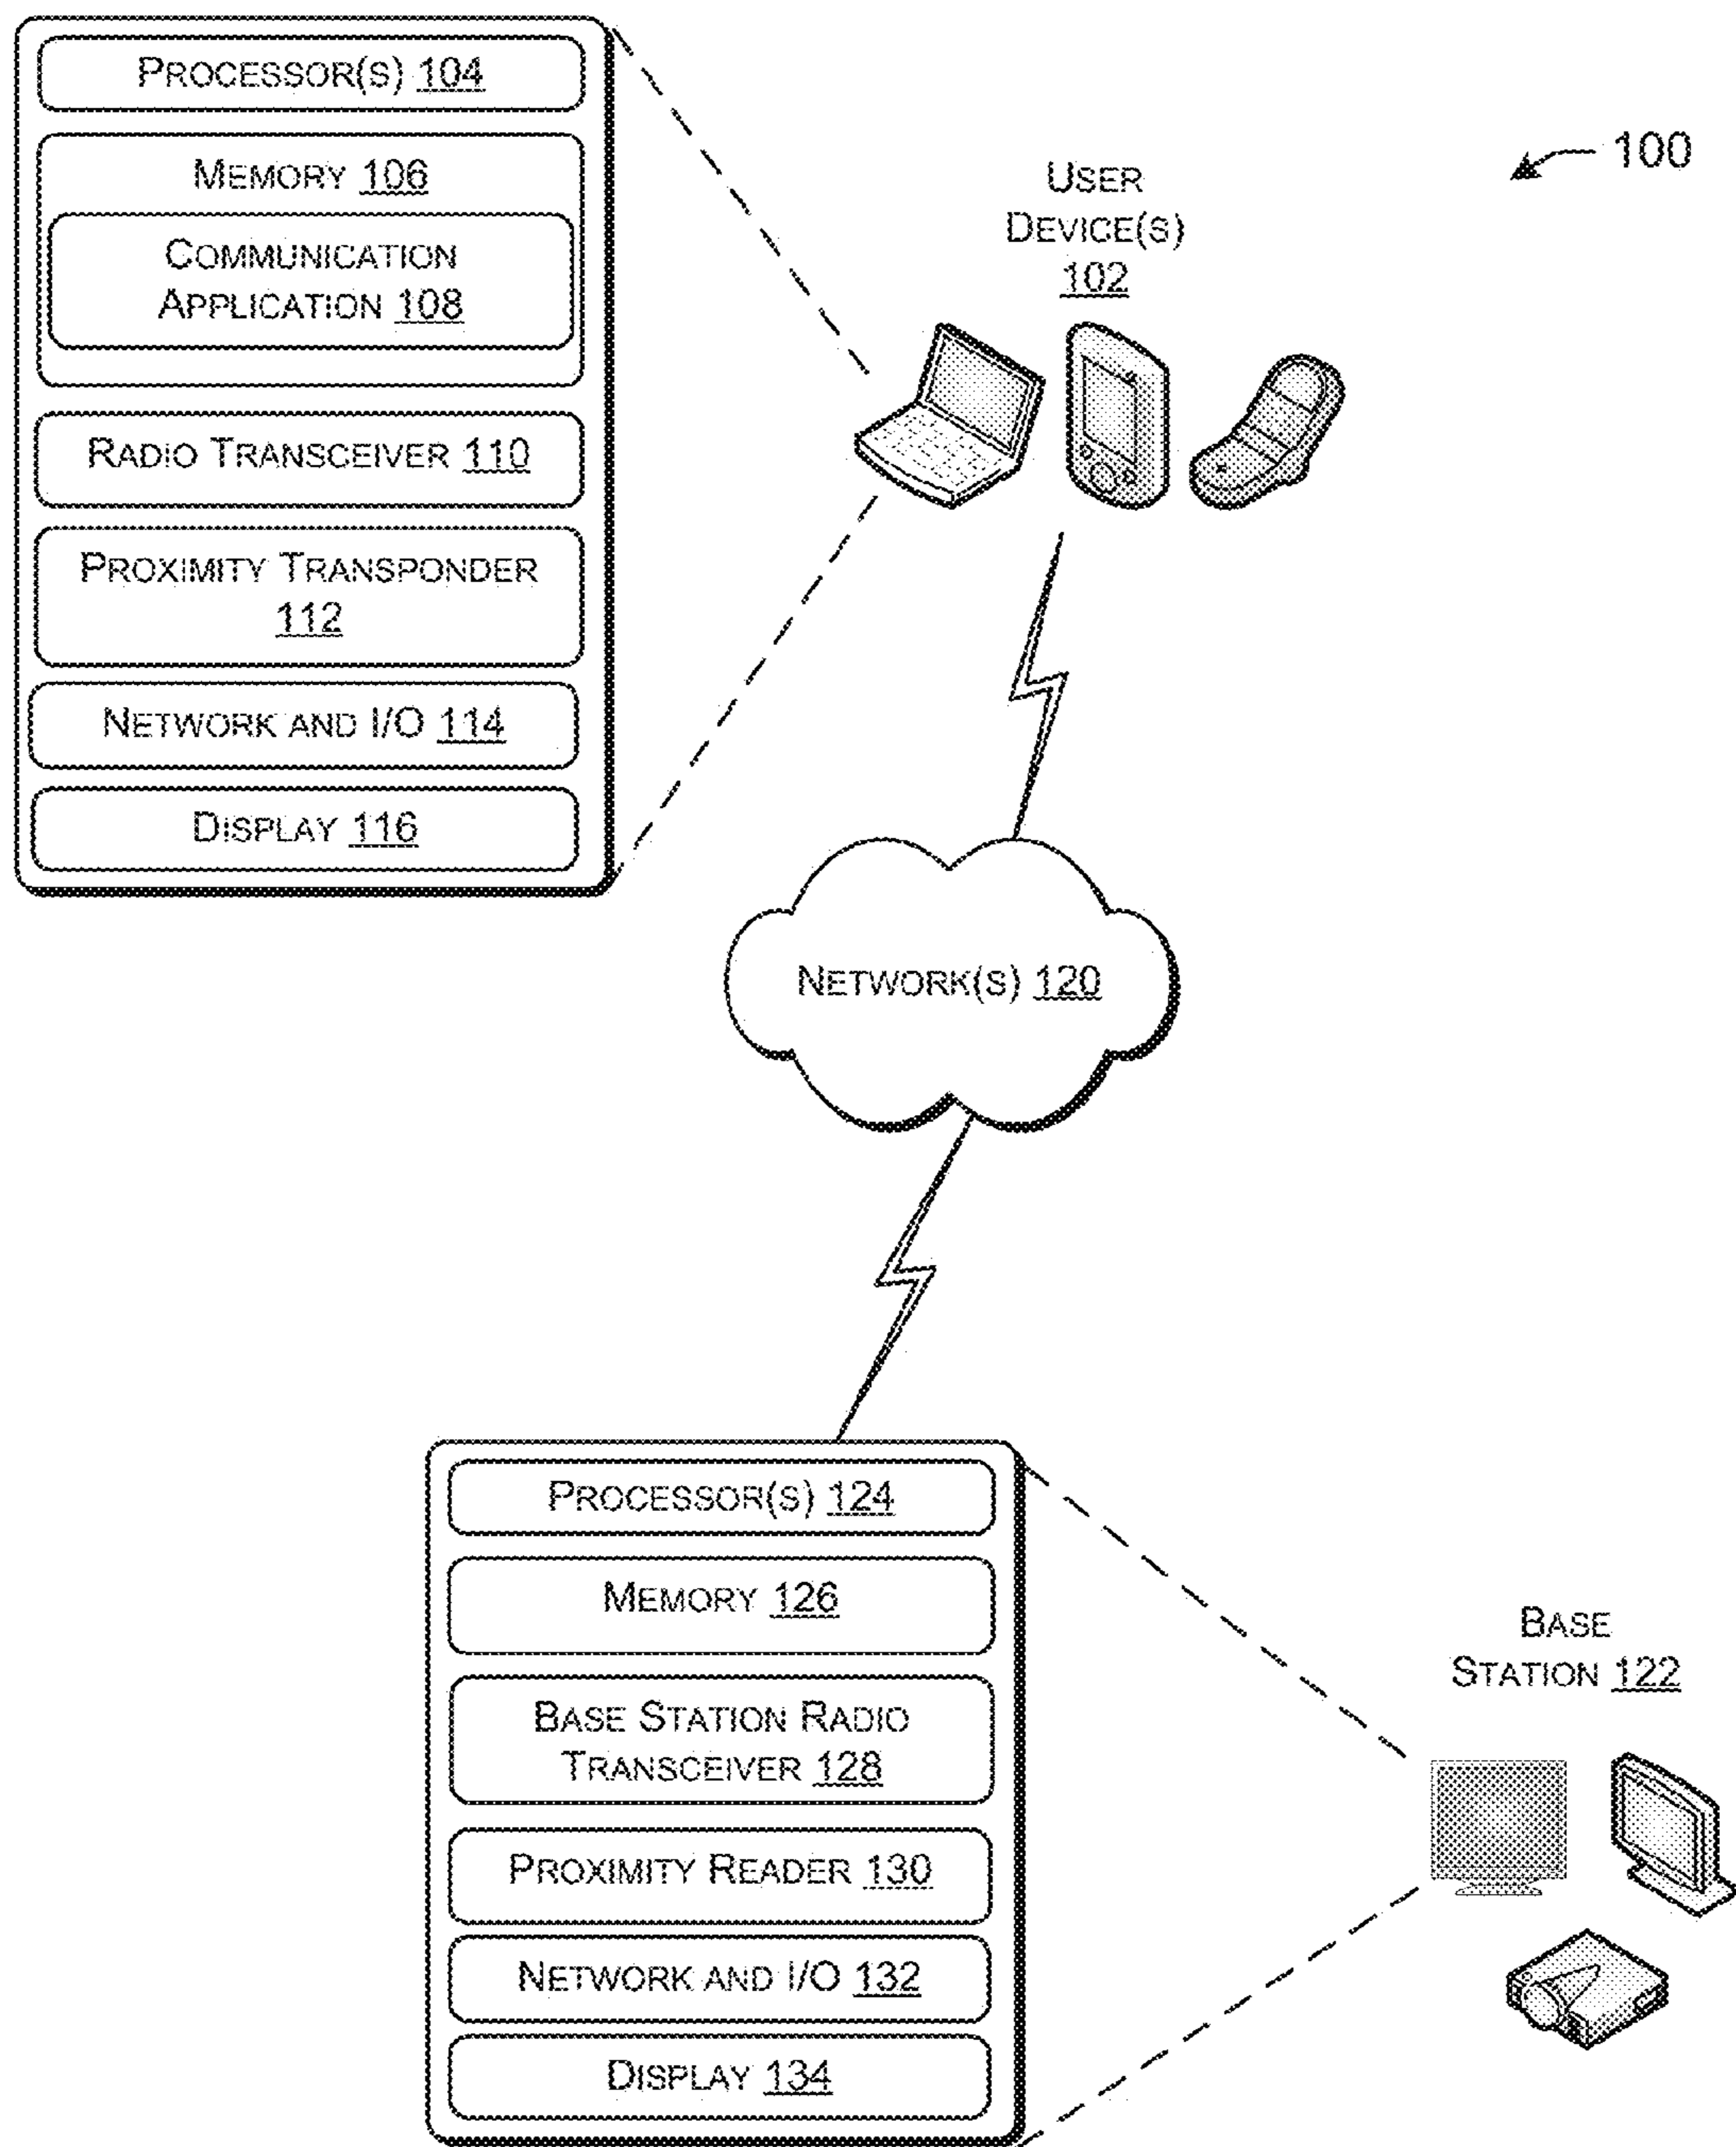 PROCESSOR(S) 104
MEMORY 106
COMMUNICATION
APPLICATION 108
RADIO TRANSCEIVER 110
PROXIMITY TRANSPONDER
112
NETWORK AND I/O 114
DISPLAY 116
100
USER
DEVICE(S)
102
NETWORK(S) 120
PROCESSOR(S) 124
MEMORY 126
BASE STATION RADIO
TRANSCEIVER 128
PROXIMITY READER 130
NETWORK AND I/O 132
DISPLAY 134
BASE
STATION 122